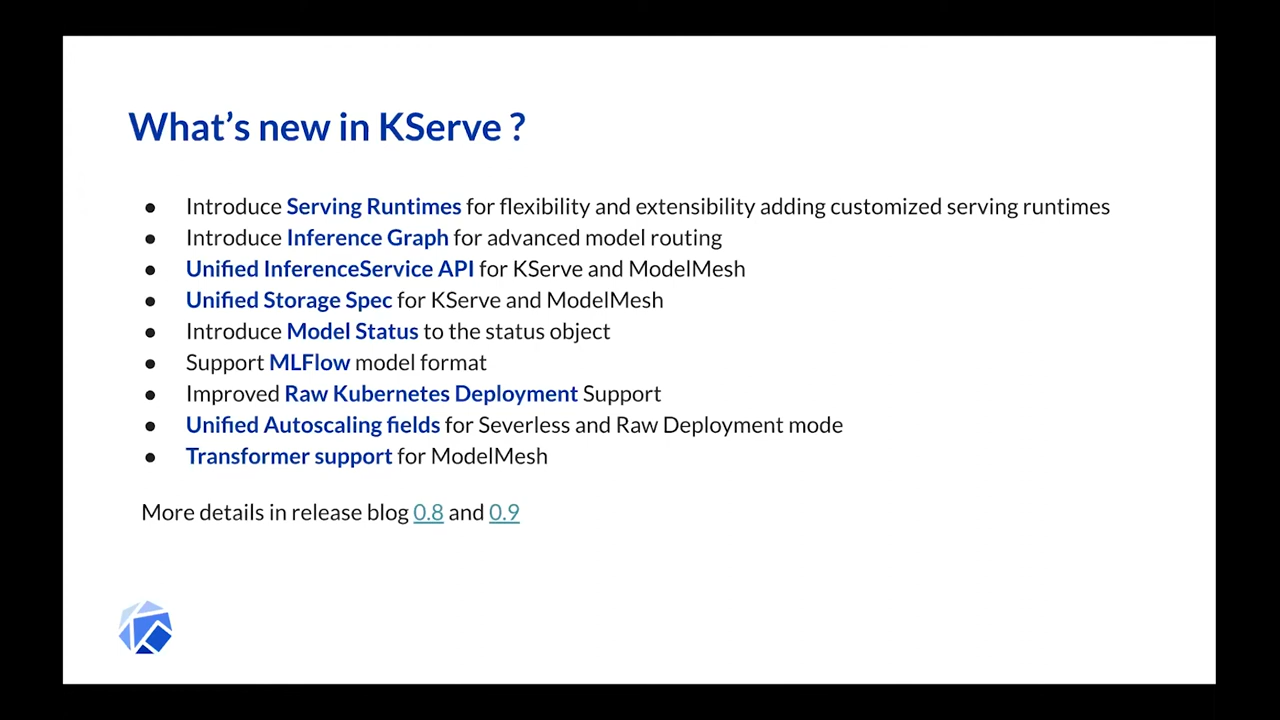 What's new in KServe ?
● Introduce Serving Runtimes for flexibility and extensibility adding customized serving runtimes
● Introduce Inference Graph for advanced model routing
● Unified InferenceService API for KServe and ModelMesh
● Unified Storage Spec for KServe and ModelMesh
● Introduce Model Status to the status object
● Support MLFlow model format
● Improved Raw Kubernetes Deployment Support
● Unified Autoscaling fields for Severless and Raw Deployment mode
● Transformer support for ModelMesh
More details in release blog 0.8 and 0.9